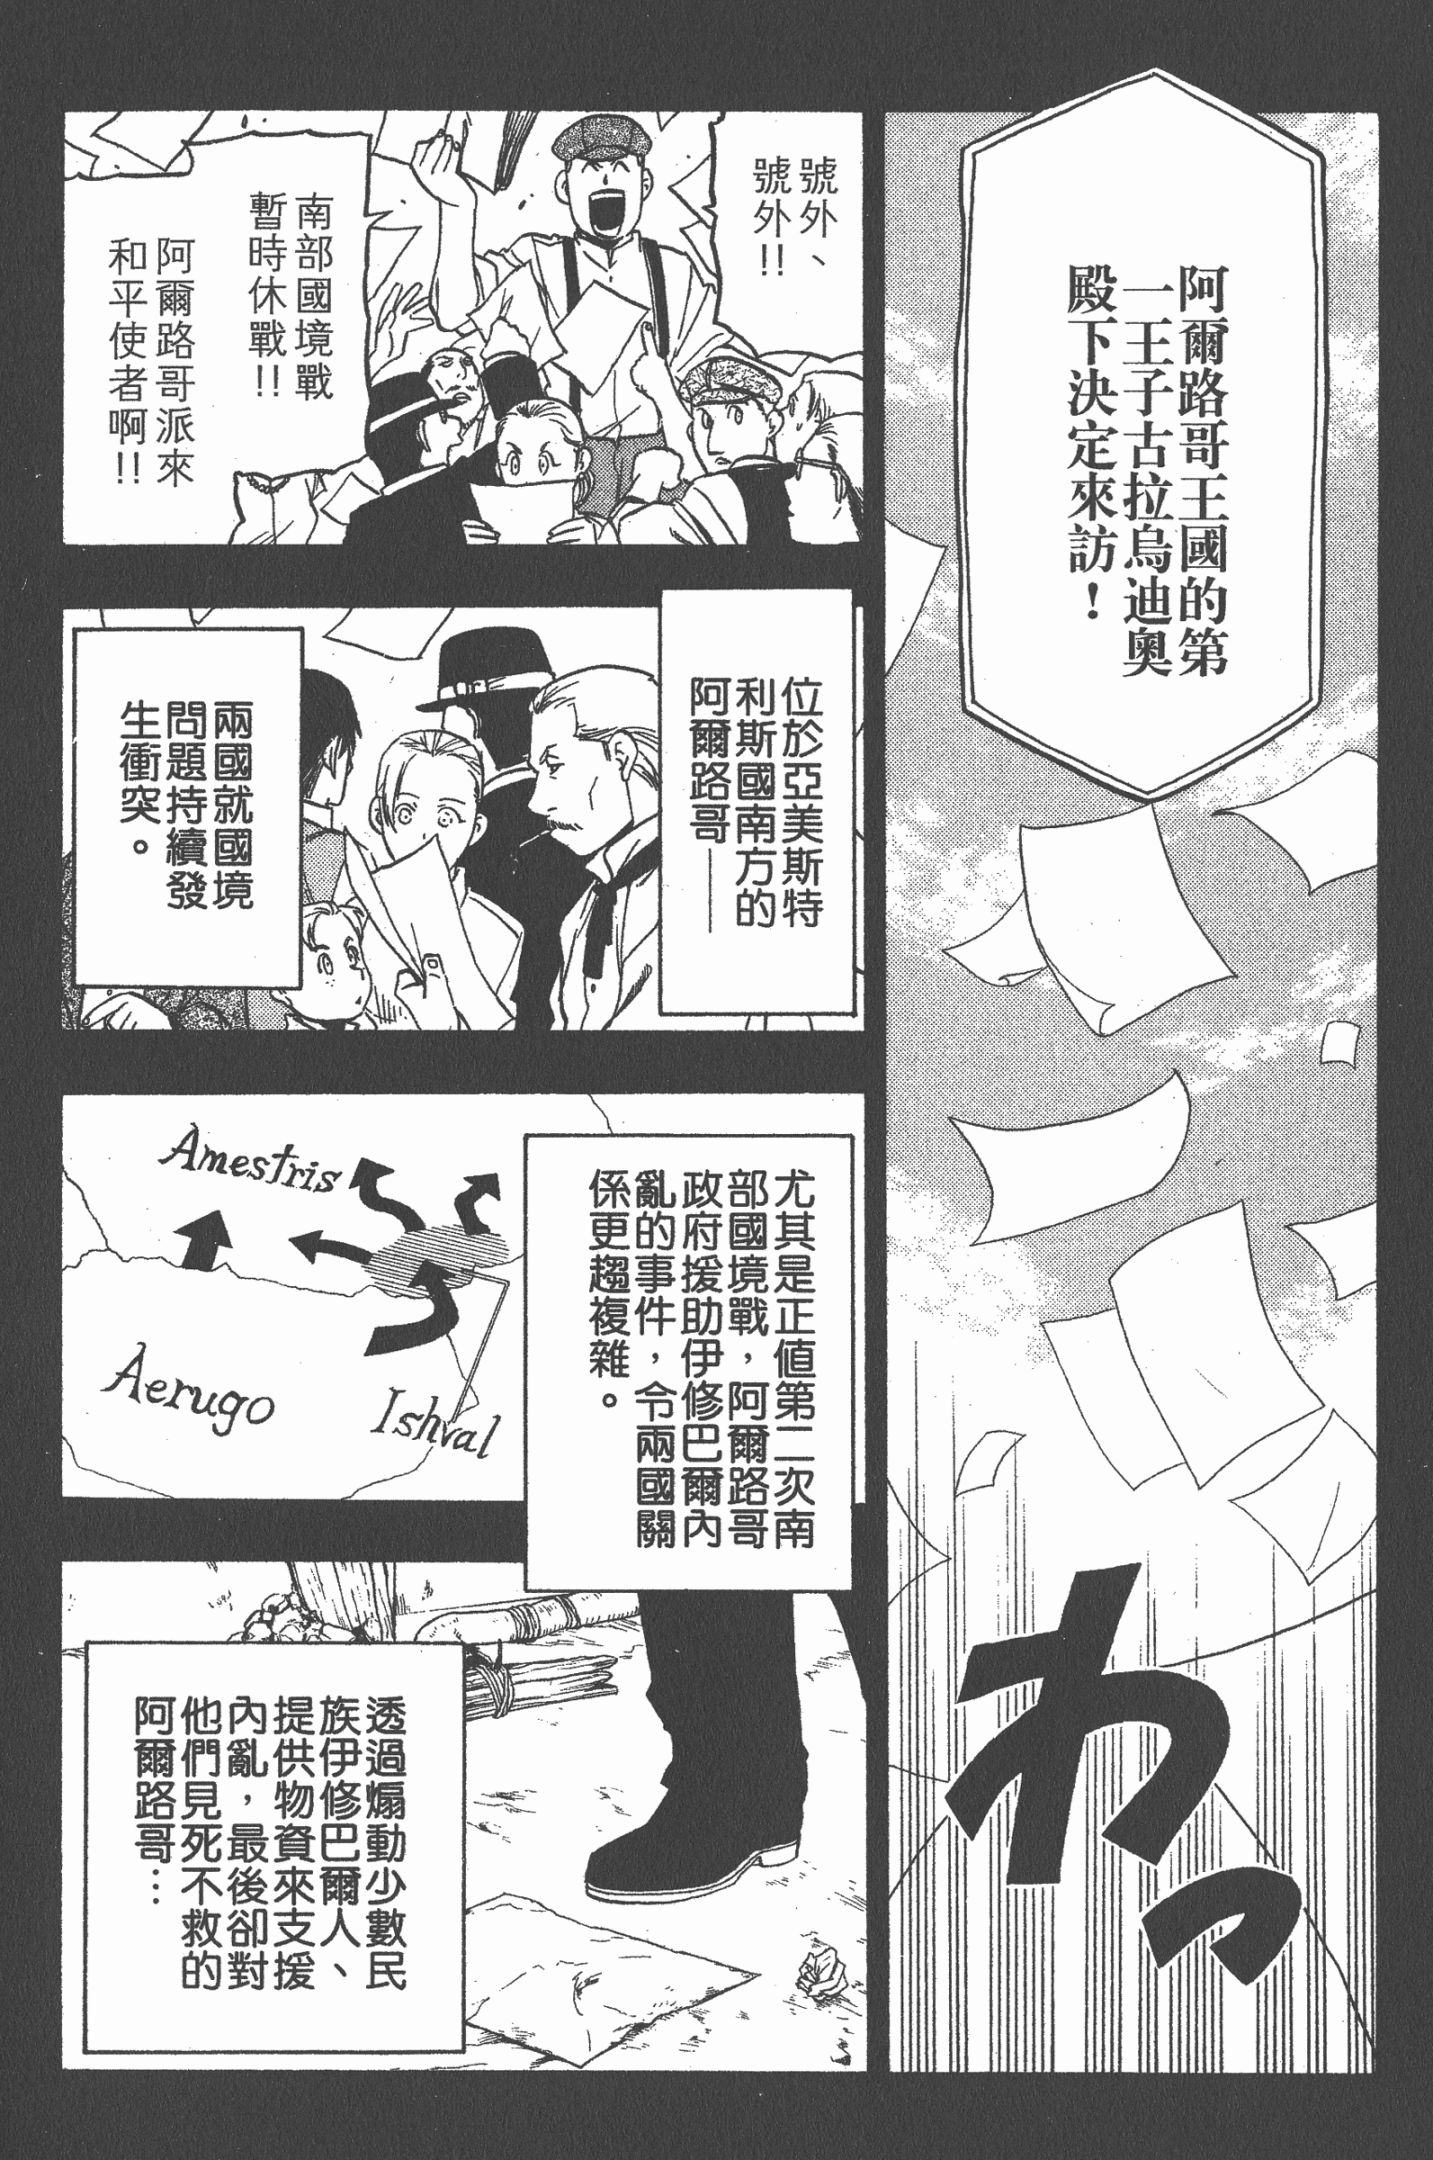 阿爾路哥王國的第
一王子古拉烏迪奧
殿下決定來訪！
わっ
號外、
號外!!
南部國境戰
暫時休戰!!
阿爾路哥派來
和平使者啊!!
位於亞美斯特
利斯國南方的
阿爾路哥——
兩國就國境
問題持續發
生衝突。
尤其是正值第二次南
部國境戰，阿爾路哥
政府援助伊修巴爾內
亂的事件，令兩國關
係更趨複雜。
Amestris
Aerugo
Ishval
透過煽動少數民
族伊修巴爾人、
提供物資來支援
內亂，最後卻對
他們見死不救的
阿爾路哥…